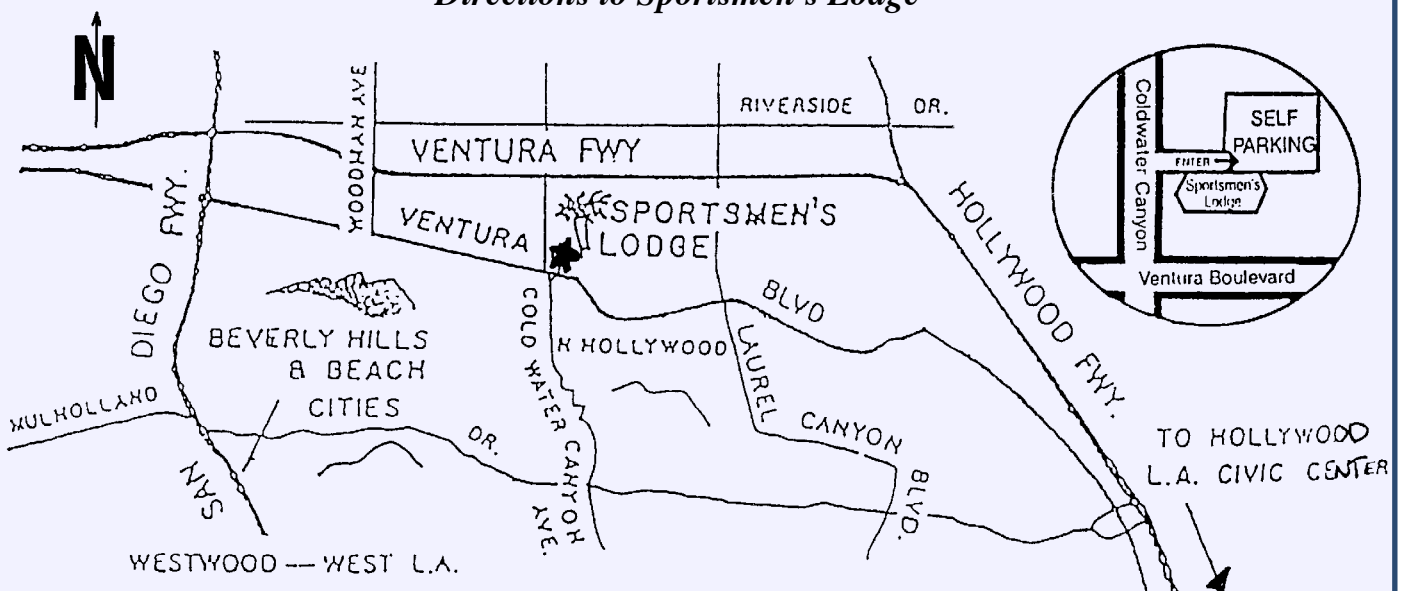 Directions to Sportsmen's Lodge
N
WOODMAN AVE
RIVERSIDE DR.
VENTURA FWY
SPORTSMEN'S
LODGE
VENTURA
BLVD
SAN DIEGO FWY.
HOLLYWOOD FWY.
BEVERLY HILLS
& BEACH
CITIES
MULHOLLAND
DR.
COLD WATER CANYON AVE.
N HOLLYWOOD
LAUREL CANYON BLVD.
TO HOLLYWOOD
L.A. CIVIC CENTER
WESTWOOD -- WEST L.A.
Coldwater Canyon
SELF
PARKING
ENTER
Sportsmen's
Lodge
Ventura Boulevard